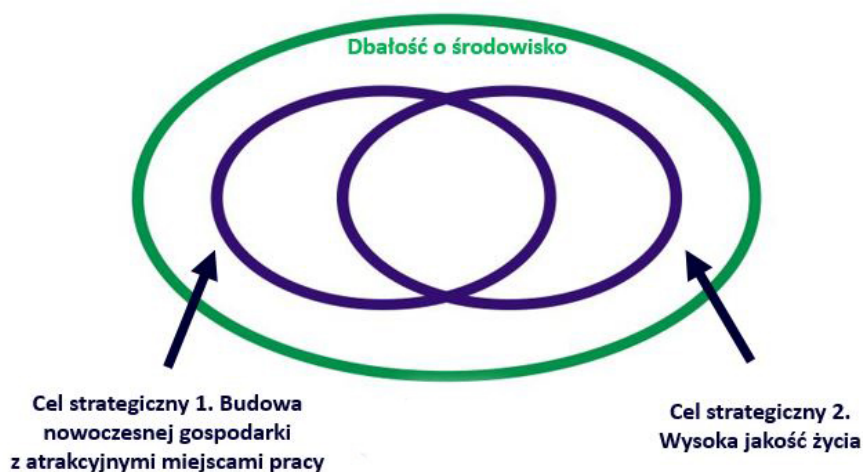 Dbałość o środowisko
Cel strategiczny 1. Budowa
nowoczesnej gospodarki
z atrakcyjnymi miejscami pracy
Cel strategiczny 2.
Wysoka jakość życia